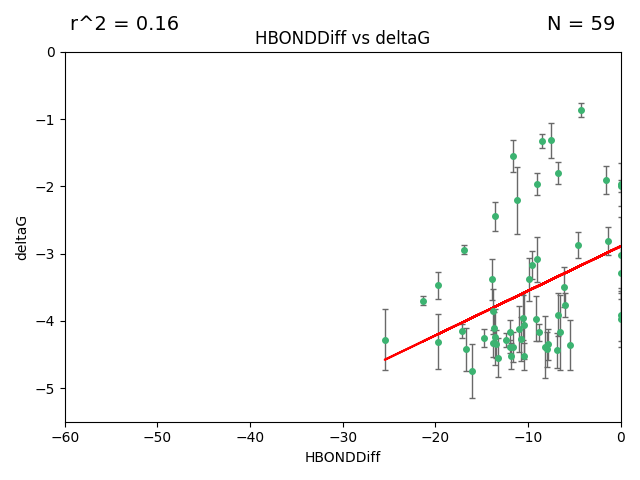 r^2 = 0.16
N = 59
HBONDDiff vs deltaG
0
−1
−2
−3
−4
−5
deltaG
−60
−50
−40
−30
−20
−10
0
HBONDDiff